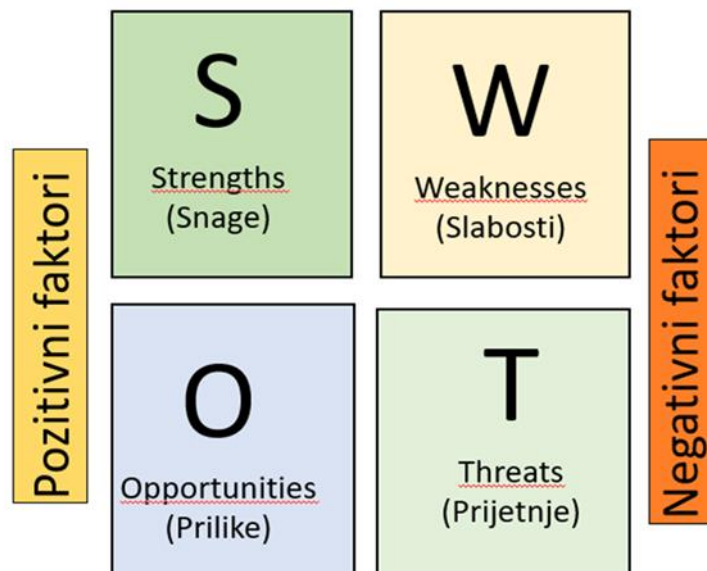 Pozitivni faktori
S
Strengths
(Snage)
W
Weaknesses
(Slabosti)
O
Opportunities
(Prilike)
T
Threats
(Prijetnje)
Negativni faktori